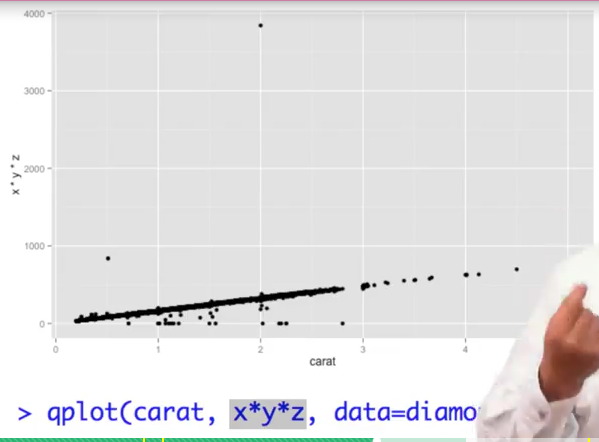 4000
3000
2000
1000
0
x * y * z
0 1 2 3 4
carat
> qplot(carat, x*y*z, data=diamo